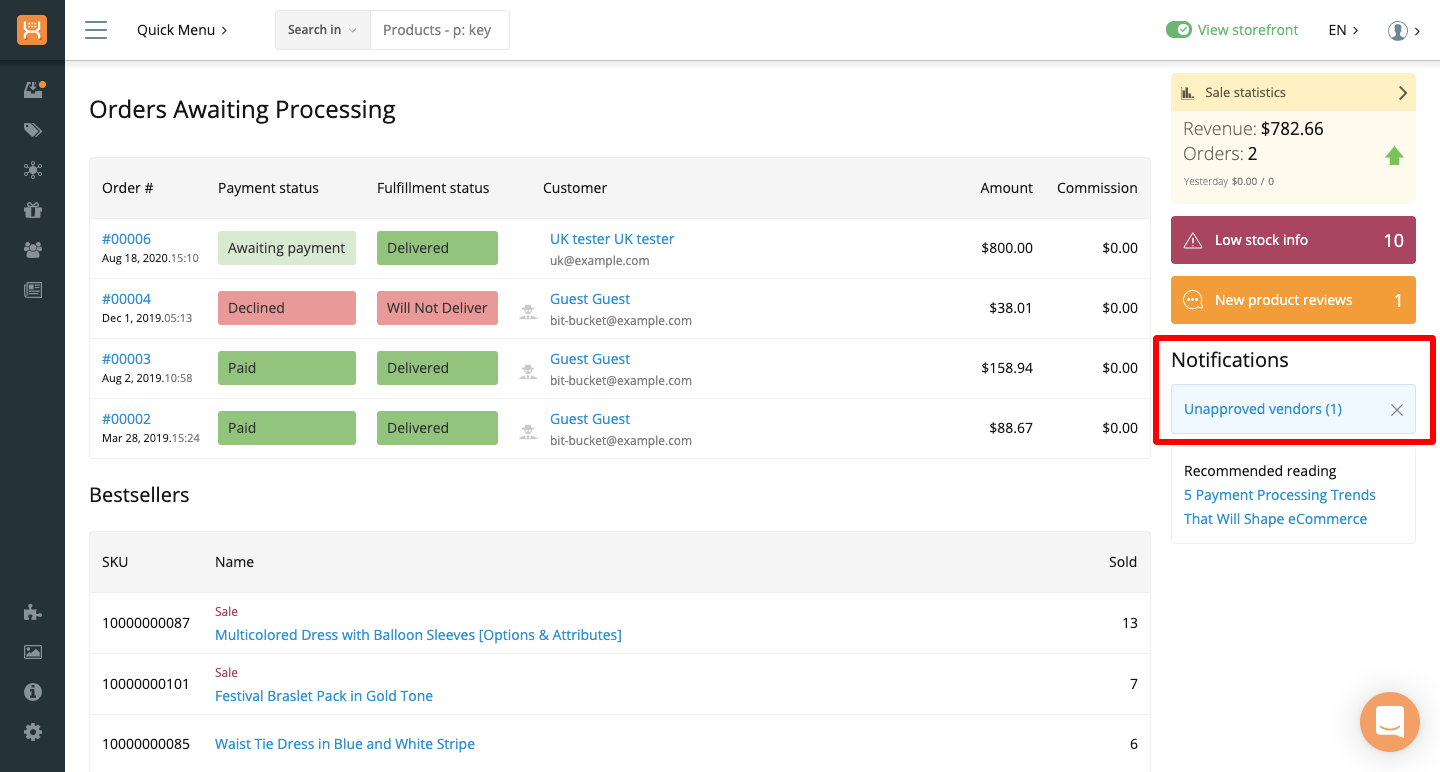 Quick Menu
Search in
Products - p: key
View storefront
EN
Orders Awaiting Processing
Order # Payment status Fulfillment status Customer Amount Commission
#00006 Awaiting payment Delivered UK tester UK tester $800.00 $0.00
Aug 18, 2020.15:10 uk@example.com
#00004 Declined Will Not Deliver Guest Guest $38.01 $0.00
Dec 1, 2019.05:13 bit-bucket@example.com
#00003 Paid Delivered Guest Guest $158.94 $0.00
Aug 2, 2019.10:58 bit-bucket@example.com
#00002 Paid Delivered Guest Guest $88.67 $0.00
Mar 28, 2019.15:24 bit-bucket@example.com
Bestsellers
SKU Name Sold
Sale
10000000087 Multicolored Dress with Balloon Sleeves [Options & Attributes] 13
Sale
10000000101 Festival Braslet Pack in Gold Tone 7
10000000085 Waist Tie Dress in Blue and White Stripe 6
Sale statistics
Revenue: $782.66
Orders: 2
Yesterday $0.00 / 0
Low stock info 10
New product reviews 1
Notifications
Unapproved vendors (1)
Recommended reading
5 Payment Processing Trends
That Will Shape eCommerce